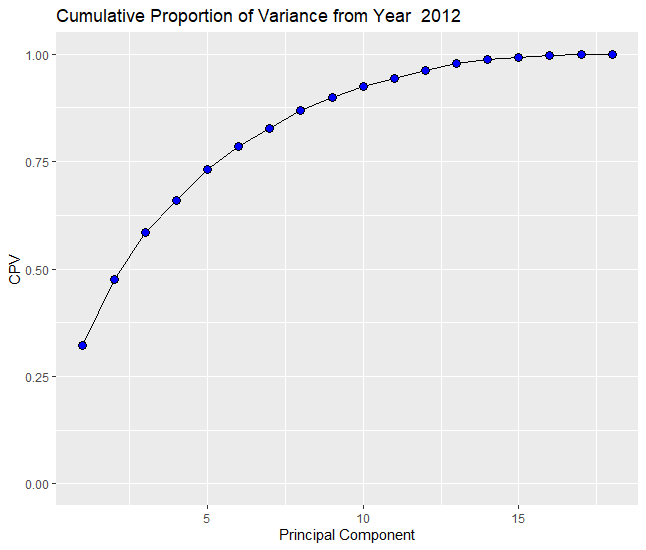 Cumulative Proportion of Variance from Year  2012
1.00
0.75
0.50
0.25
0.00
CPV
5
10
15
Principal Component